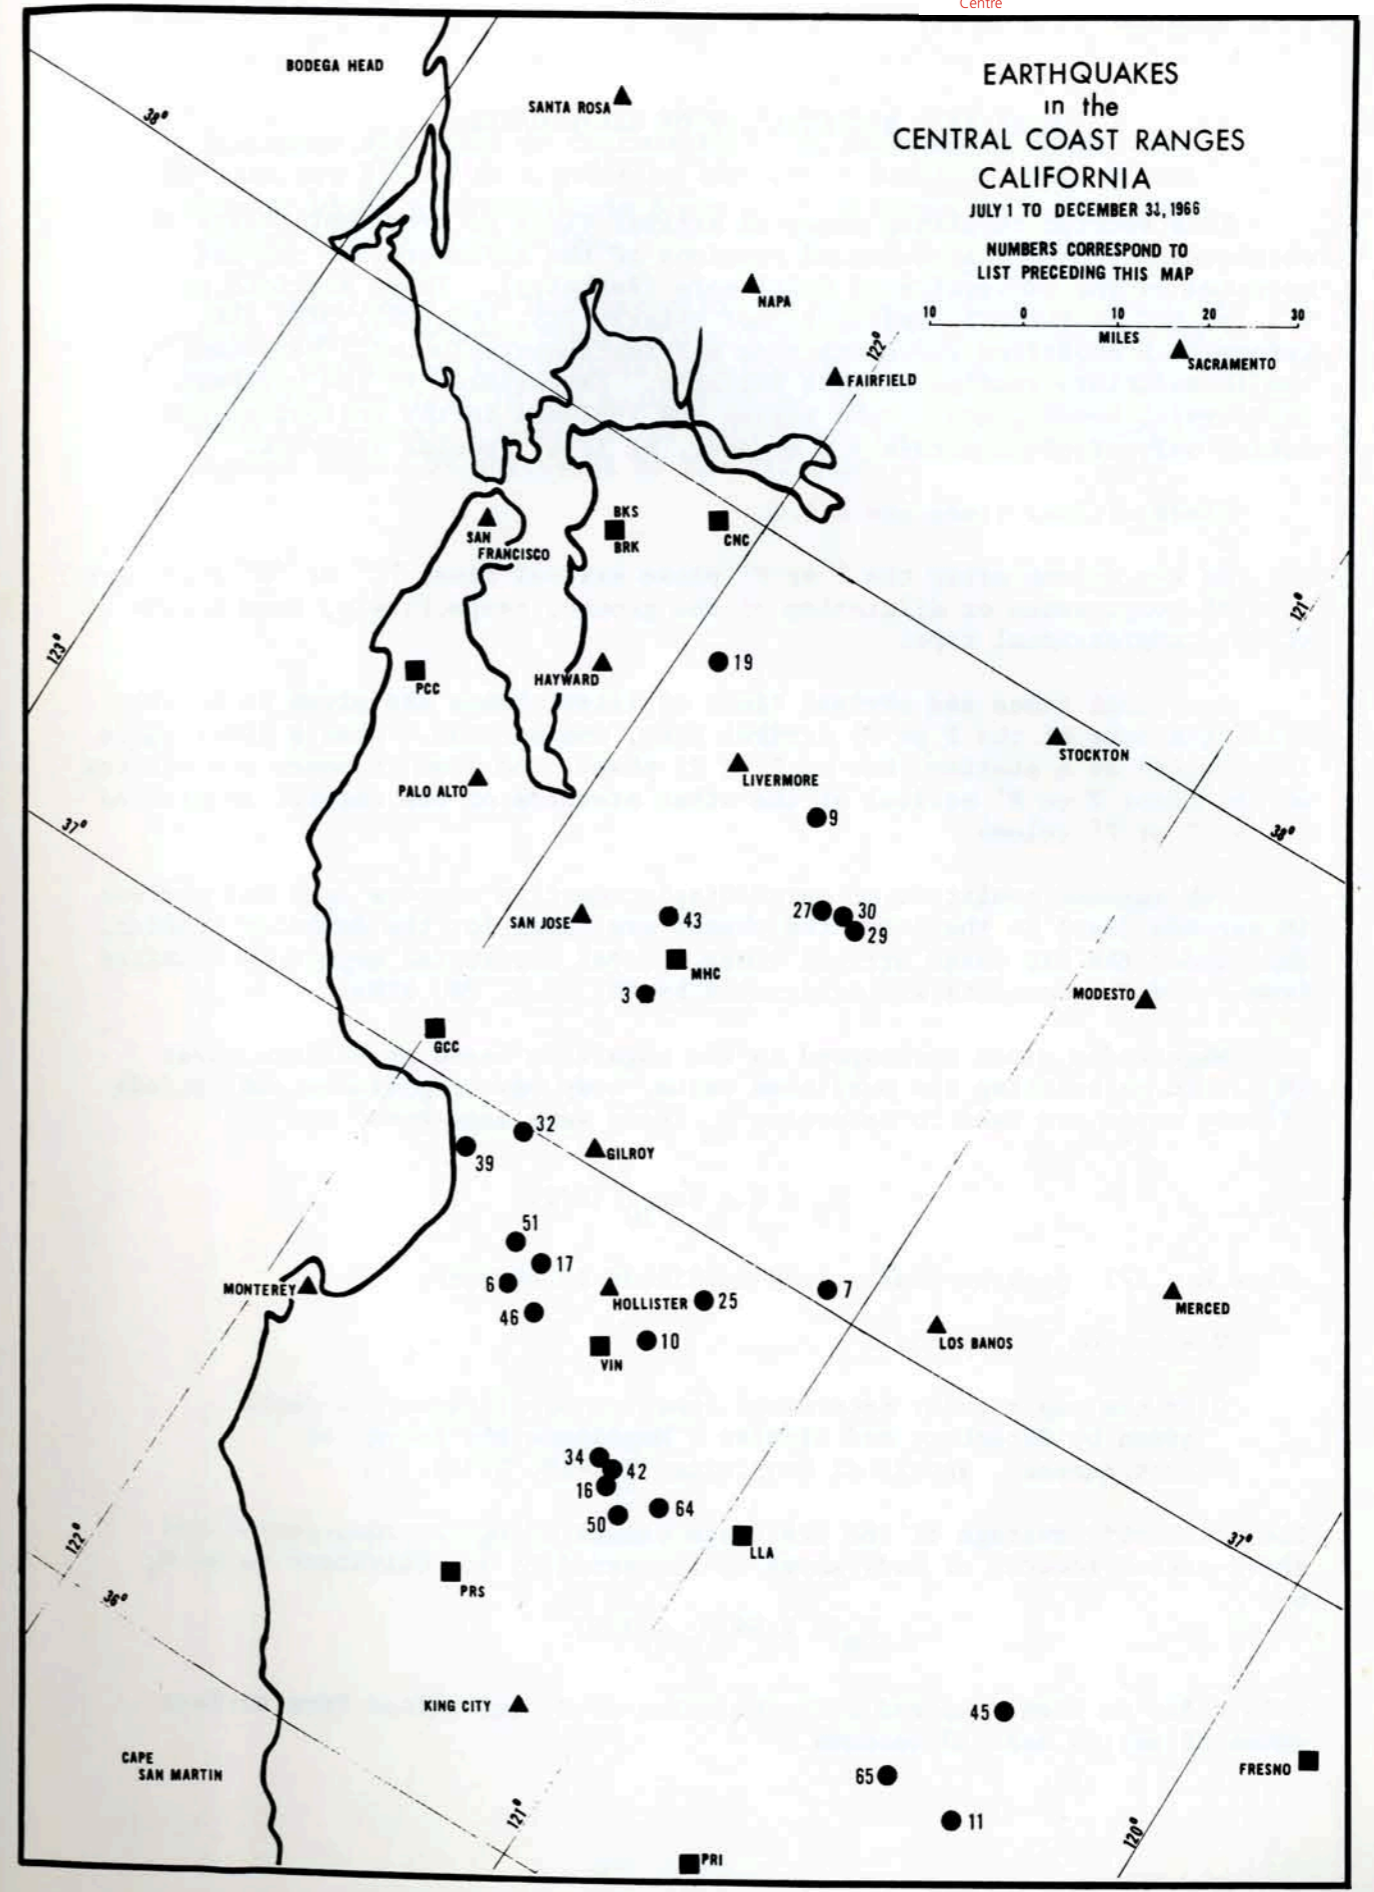 Centre
EARTHQUAKES
in the
CENTRAL COAST RANGES
CALIFORNIA
JULY 1 TO DECEMBER 31, 1966
NUMBERS CORRESPOND TO
LIST PRECEDING THIS MAP
10 0 10 20 30
MILES
BODEGA HEAD
38°
SANTA ROSA
NAPA
122°
SACRAMENTO
FAIRFIELD
SAN
FRANCISCO
BKS
BRK
CNC
121°
123°
PCC
HAYWARD
19
STOCKTON
PALO ALTO
LIVERMORE
9
37°
38°
SAN JOSE
43
27
30
29
MHC
3
MODESTO
GCC
32
39
GILROY
51
17
6
46
MONTEREY
HOLLISTER
25
7
MERCED
10
LOS BANOS
VIN
34
42
16
64
50
122°
LLA
37°
PRS
36°
KING CITY
45
CAPE
SAN MARTIN
65
FRESNO
11
121°
120°
PRI